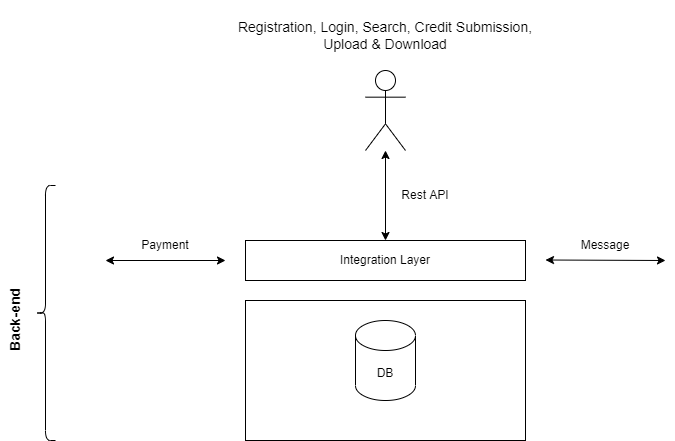 Registration, Login, Search, Credit Submission,
Upload & Download
Rest API
Payment
Integration Layer
Message
Back-end
DB